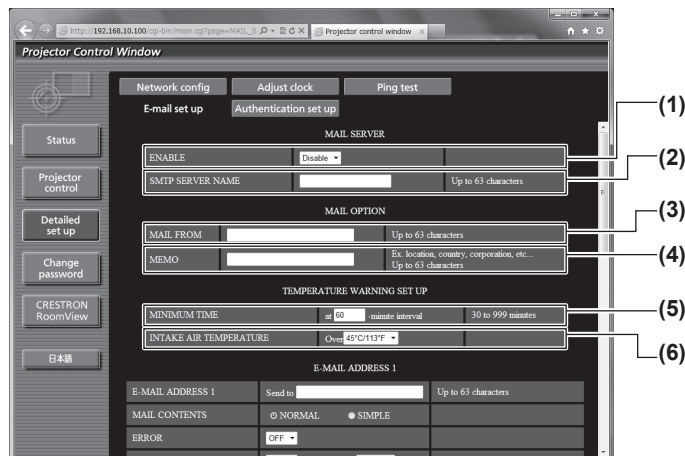 http://192.168.10.100/cgi-bin/main.cgi?page=MAIL_S
Projector control window
Projector Control Window
Network config
Adjust clock
Ping test
E-mail set up
Authentication set up
Status
Projector control
Detailed set up
Change password
CRESTRON RoomView
日本語
MAIL SERVER
ENABLE Disable
SMTP SERVER NAME Up to 63 characters
MAIL OPTION
MAIL FROM Up to 63 characters
MEMO Ex. location, country, corporation, etc...
Up to 63 characters
TEMPERATURE WARNING SET UP
MINIMUM TIME at 60 -minute interval 30 to 999 minutes
INTAKE AIR TEMPERATURE Over 45°C/113°F
E-MAIL ADDRESS 1
E-MAIL ADDRESS 1 Send to Up to 63 characters
MAIL CONTENTS NORMAL SIMPLE
ERROR OFF
(1)
(2)
(3)
(4)
(5)
(6)